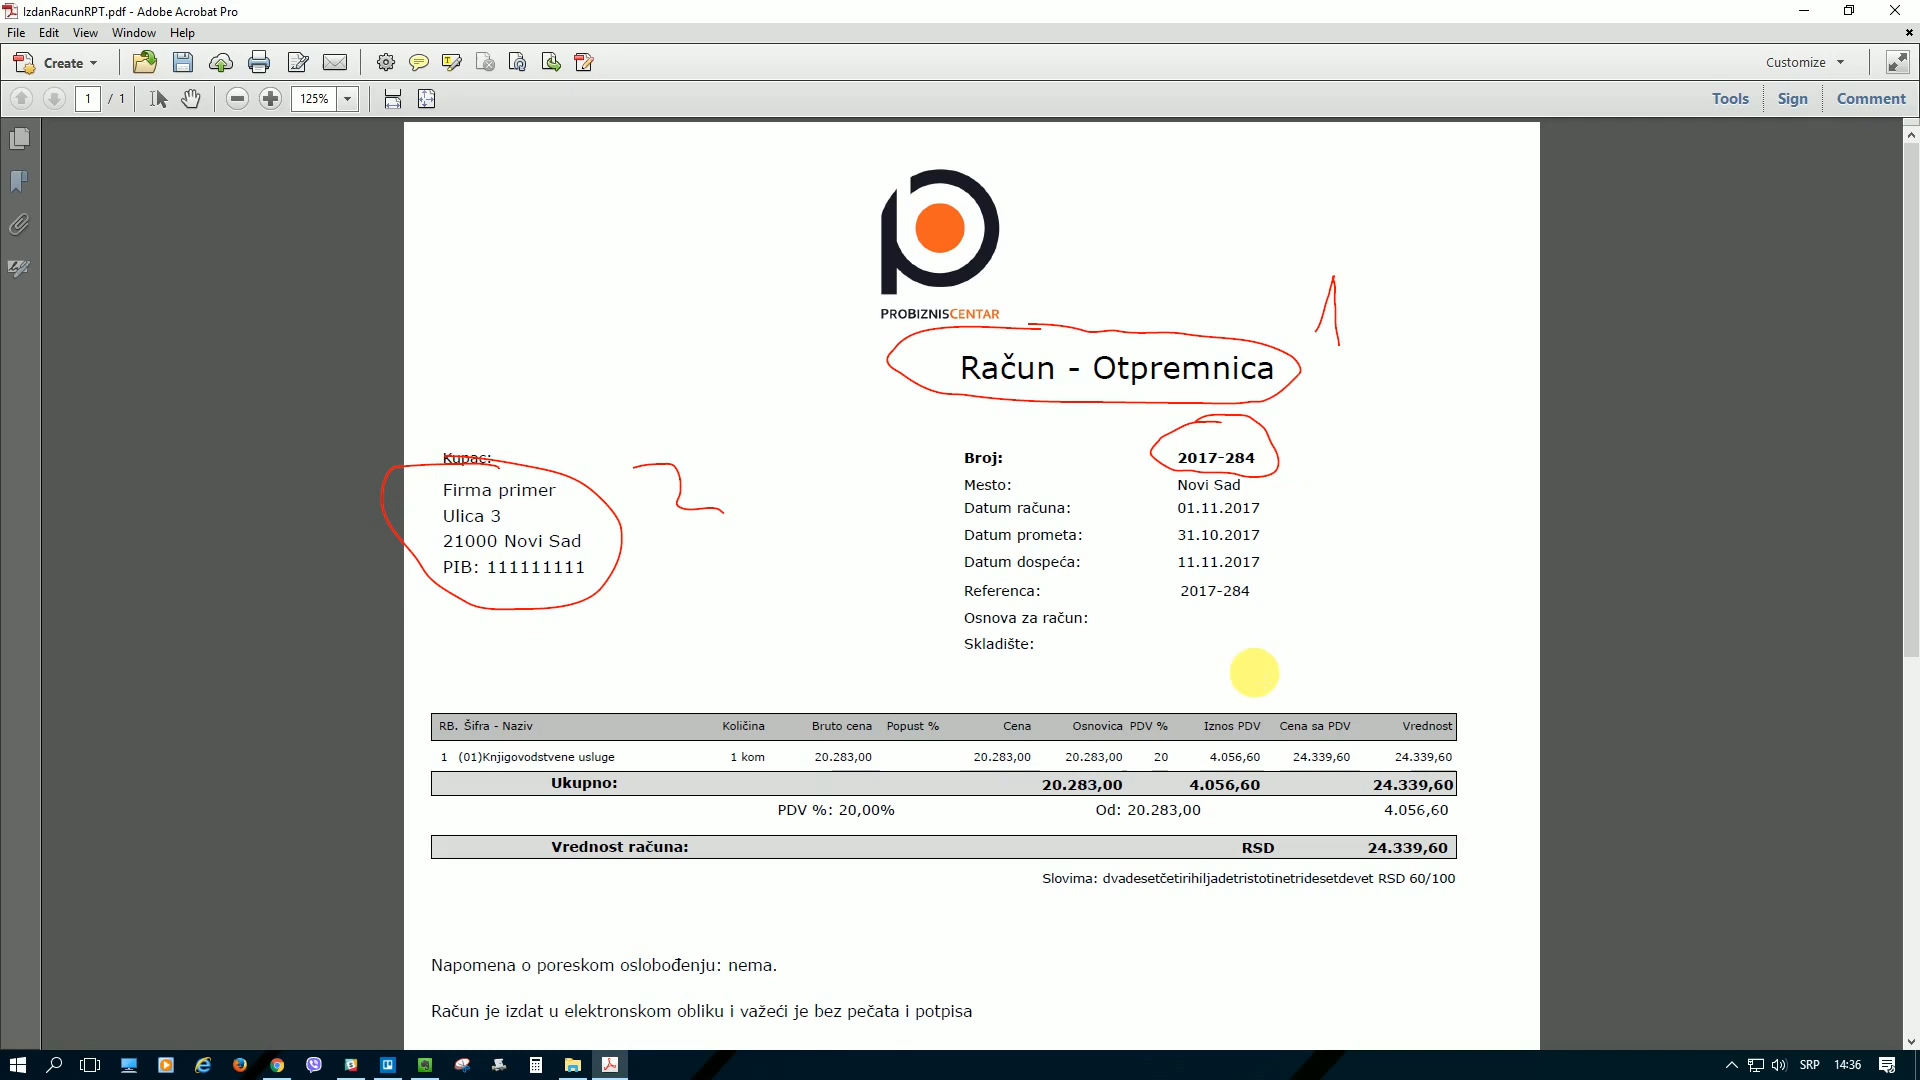 IzdanRacunRPT.pdf - Adobe Acrobat Pro
File Edit View Window Help
Create
Customize
1 / 1
125%
Tools Sign Comment
PROBIZNISCENTAR
1
Račun - Otpremnica
Kupac:
Firma primer
Ulica 3
21000 Novi Sad
PIB: 111111111
2
Broj: 2017-284
Mesto: Novi Sad
Datum računa: 01.11.2017
Datum prometa: 31.10.2017
Datum dospeća: 11.11.2017
Referenca: 2017-284
Osnova za račun:
Skladište:
RB. Šifra - Naziv Količina Bruto cena Popust % Cena Osnovica PDV % Iznos PDV Cena sa PDV Vrednost
1 (01)Knjigovodstvene usluge 1 kom 20.283,00 20.283,00 20.283,00 20 4.056,60 24.339,60 24.339,60
Ukupno: 20.283,00 4.056,60 24.339,60
PDV %: 20,00% Od: 20.283,00 4.056,60
Vrednost računa: RSD 24.339,60
Slovima: dvadesetčetirihiljadetristotinetridesetdevet RSD 60/100
Napomena o poreskom oslobođenju: nema.
Račun je izdat u elektronskom obliku i važeći je bez pečata i potpisa
SRP 14:36